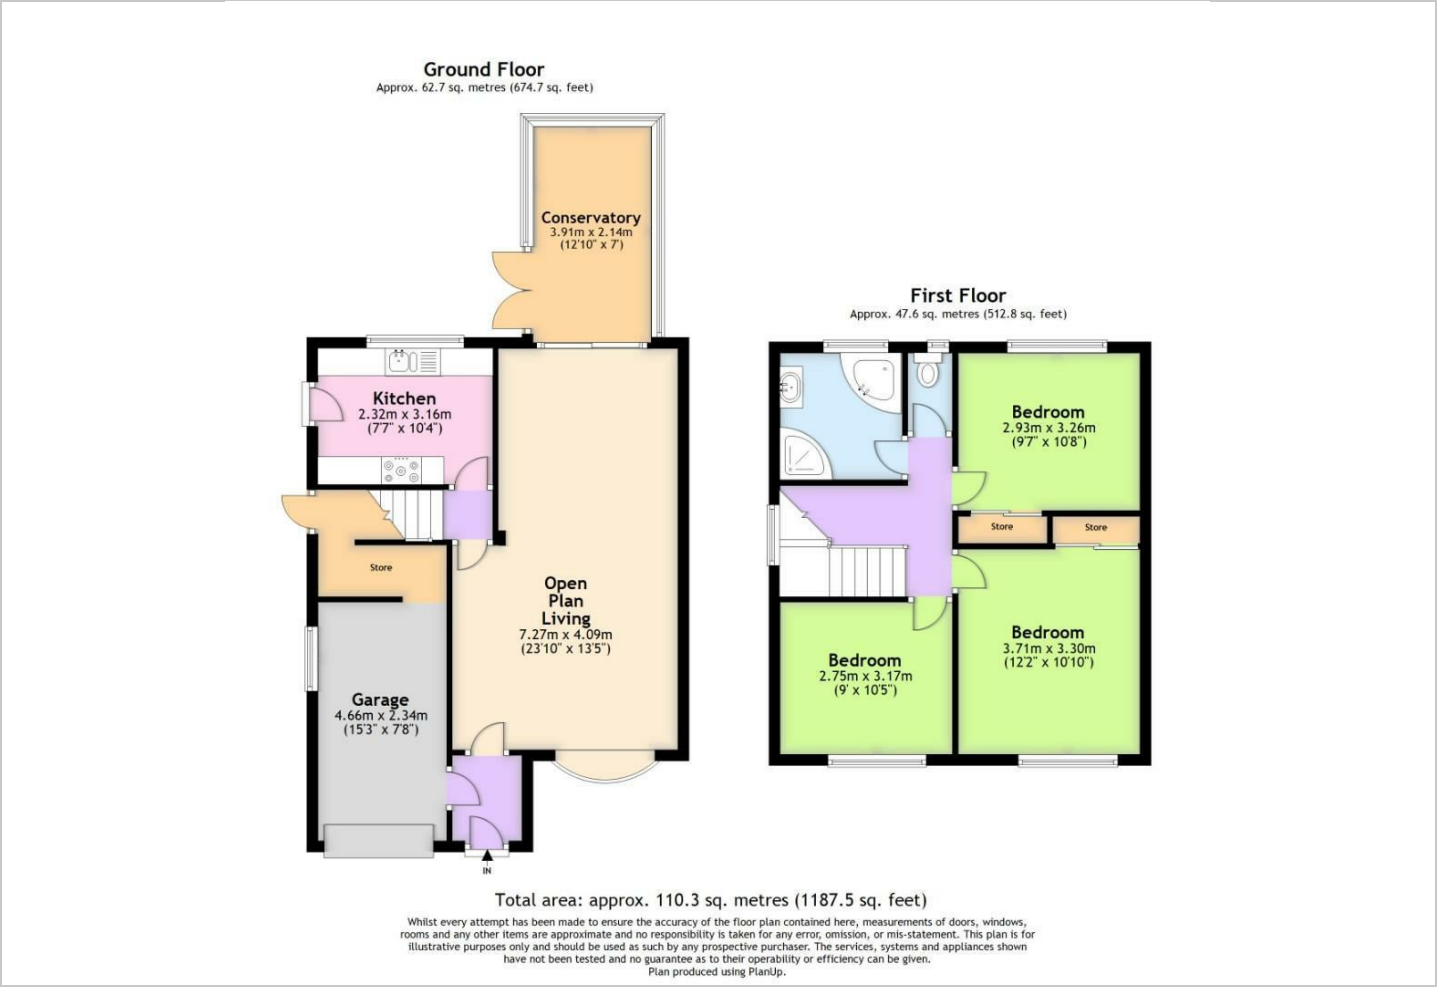 Ground Floor
Approx. 62.7 sq. metres (674.7 sq. feet)
Conservatory
3.91m x 2.14m
(12'10" x 7')
Kitchen
2.32m x 3.16m
(7'7" x 10'4")
Store
Open
Plan
Living
7.27m x 4.09m
(23'10" x 13'5")
Garage
4.66m x 2.34m
(15'3" x 7'8")
IN
First Floor
Approx. 47.6 sq. metres (512.8 sq. feet)
Bedroom
2.93m x 3.26m
(9'7" x 10'8")
Store
Store
Bedroom
3.71m x 3.30m
(12'2" x 10'10")
Bedroom
2.75m x 3.17m
(9' x 10'5")
Total area: approx. 110.3 sq. metres (1187.5 sq. feet)
Whilst every attempt has been made to ensure the accuracy of the floor plan contained here, measurements of doors, windows,
rooms and any other items are approximate and no responsibility is taken for any error, omission, or mis-statement. This plan is for
illustrative purposes only and should be used as such by any prospective purchaser. The services, systems and appliances shown
have not been tested and no guarantee as to their operability or efficiency can be given.
Plan produced using PlanUp.